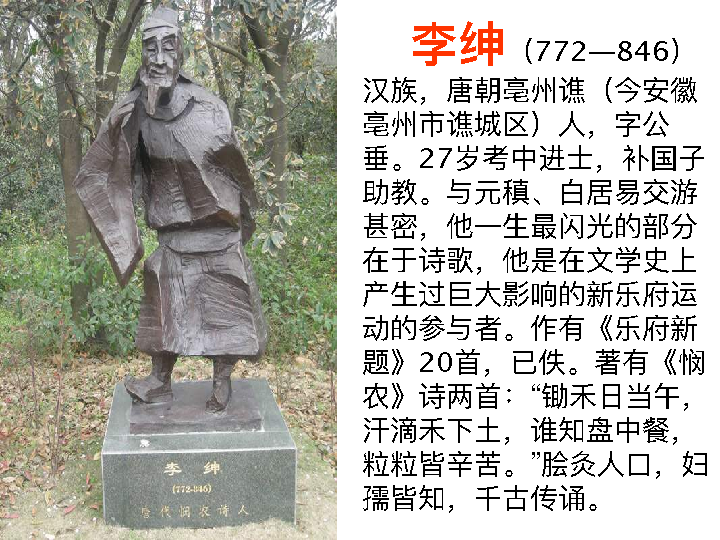 李绅（772—846）
汉族，唐朝亳州谯（今安徽
亳州市谯城区）人，字公
垂。27岁考中进士，补国子
助教。与元稹、白居易交游
甚密，他一生最闪光的部分
在于诗歌，他是在文学史上
产生过巨大影响的新乐府运
动的参与者。作有《乐府新
题》20首，已佚。著有《悯
农》诗两首：“锄禾日当午，
汗滴禾下土，谁知盘中餐，
粒粒皆辛苦。”脍灸人口，妇
孺皆知，千古传诵。
李 绅
(772-846)
唐代悯农诗人